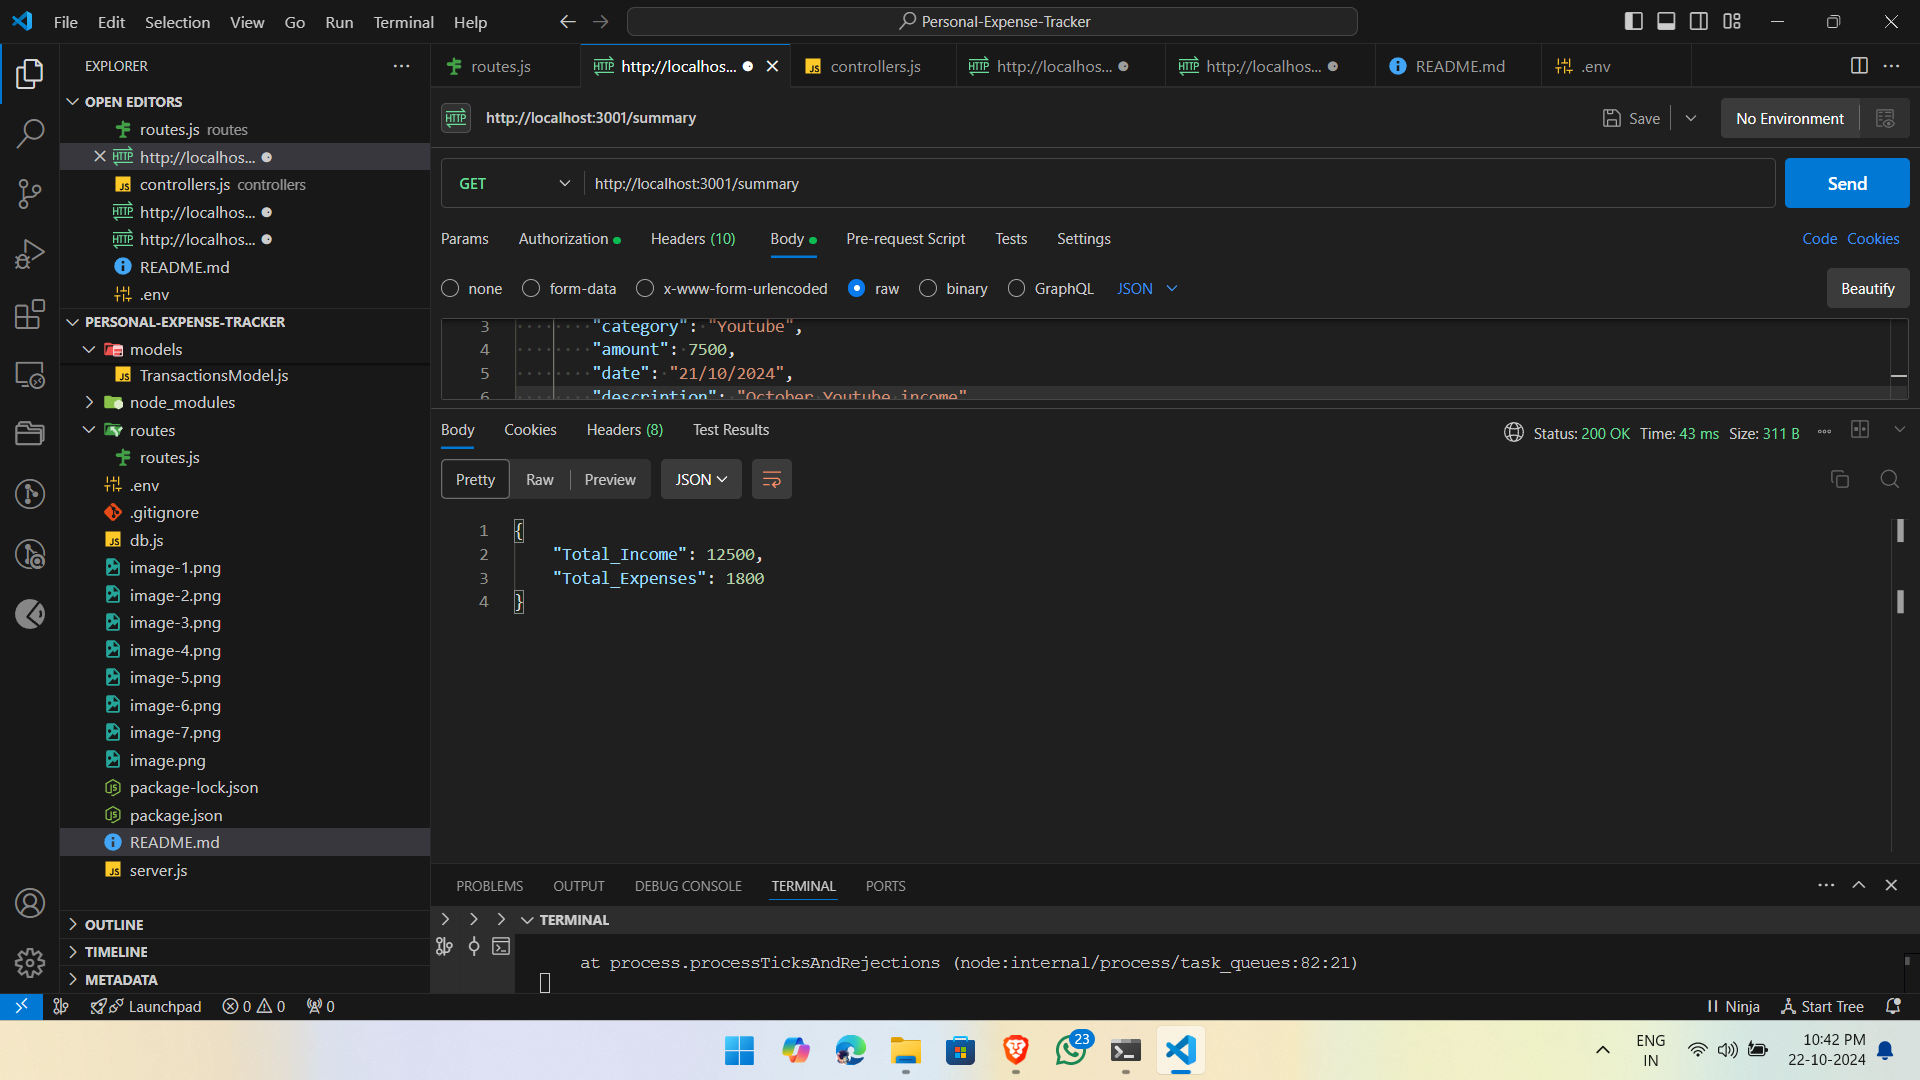 File Edit Selection View Go Run Terminal Help
Personal-Expense-Tracker
EXPLORER
OPEN EDITORS
routes.js routes
http://localhos...
controllers.js controllers
http://localhos...
http://localhos...
README.md
.env
PERSONAL-EXPENSE-TRACKER
models
TransactionsModel.js
node_modules
routes
routes.js
.env
.gitignore
db.js
image-1.png
image-2.png
image-3.png
image-4.png
image-5.png
image-6.png
image-7.png
image.png
package-lock.json
package.json
README.md
server.js
OUTLINE
TIMELINE
METADATA
routes.js http://localhos... controllers.js http://localhos... http://localhos... README.md .env
HTTP http://localhost:3001/summary Save No Environment
GET http://localhost:3001/summary Send
Params Authorization Headers (10) Body Pre-request Script Tests Settings Code Cookies
none form-data x-www-form-urlencoded raw binary GraphQL JSON Beautify
3 "category": "Youtube",
4 "amount": 7500,
5 "date": "21/10/2024",
6 "description": "October Youtube income"
Body Cookies Headers (8) Test Results Status: 200 OK Time: 43 ms Size: 311 B
Pretty Raw Preview JSON
1 {
2 "Total_Income": 12500,
3 "Total_Expenses": 1800
4 }
PROBLEMS OUTPUT DEBUG CONSOLE TERMINAL PORTS
TERMINAL
at process.processTicksAndRejections (node:internal/process/task_queues:82:21)
Launchpad 0 0 0 Ninja Start Tree
23
ENG
IN
10:42 PM
22-10-2024